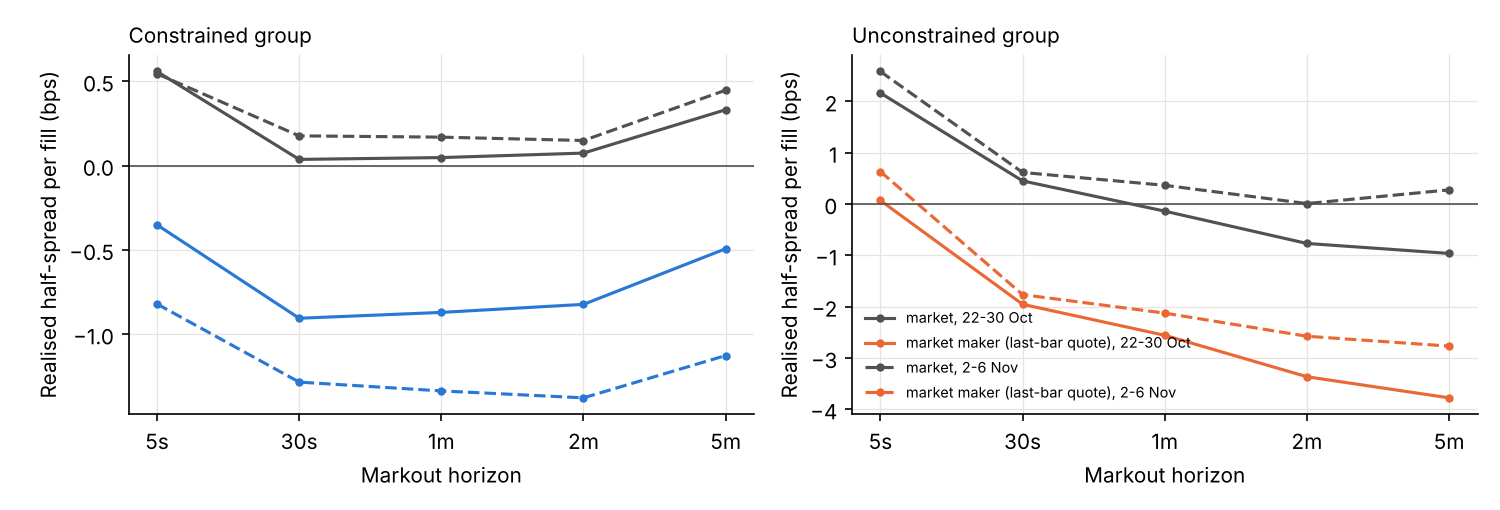 Constrained group
Realised half-spread per fill (bps)
0.5
0.0
−0.5
−1.0
5s
30s
1m
2m
5m
Markout horizon
Unconstrained group
Realised half-spread per fill (bps)
2
1
0
−1
−2
−3
−4
market, 22-30 Oct
market maker (last-bar quote), 22-30 Oct
market, 2-6 Nov
market maker (last-bar quote), 2-6 Nov
5s
30s
1m
2m
5m
Markout horizon